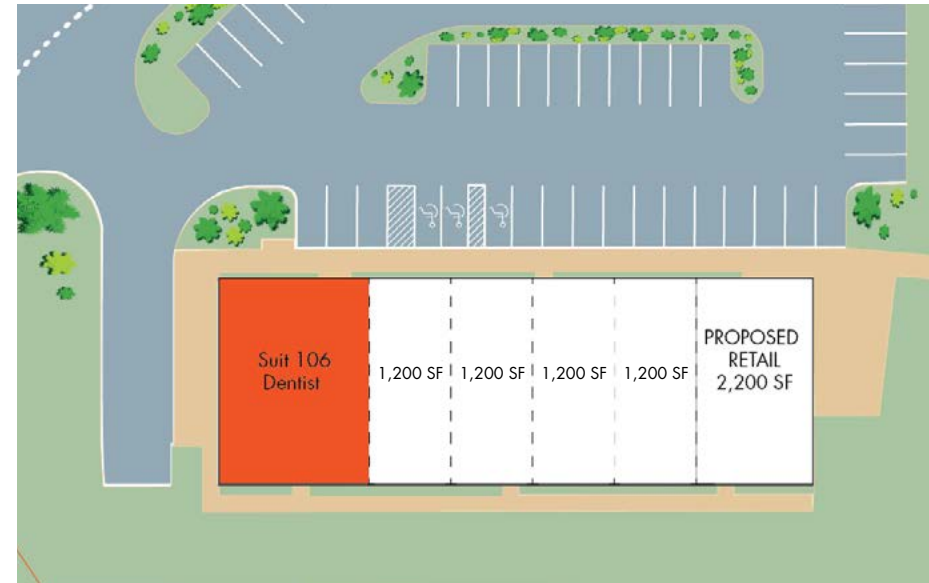 Suit 106
Dentist
1,200 SF
1,200 SF
1,200 SF
1,200 SF
PROPOSED
RETAIL
2,200 SF